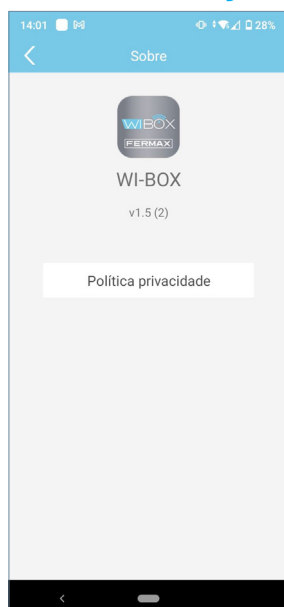 14:01
28%
Sobre
WIBOX
FERMAX
WI-BOX
v1.5 (2)
Política privacidade